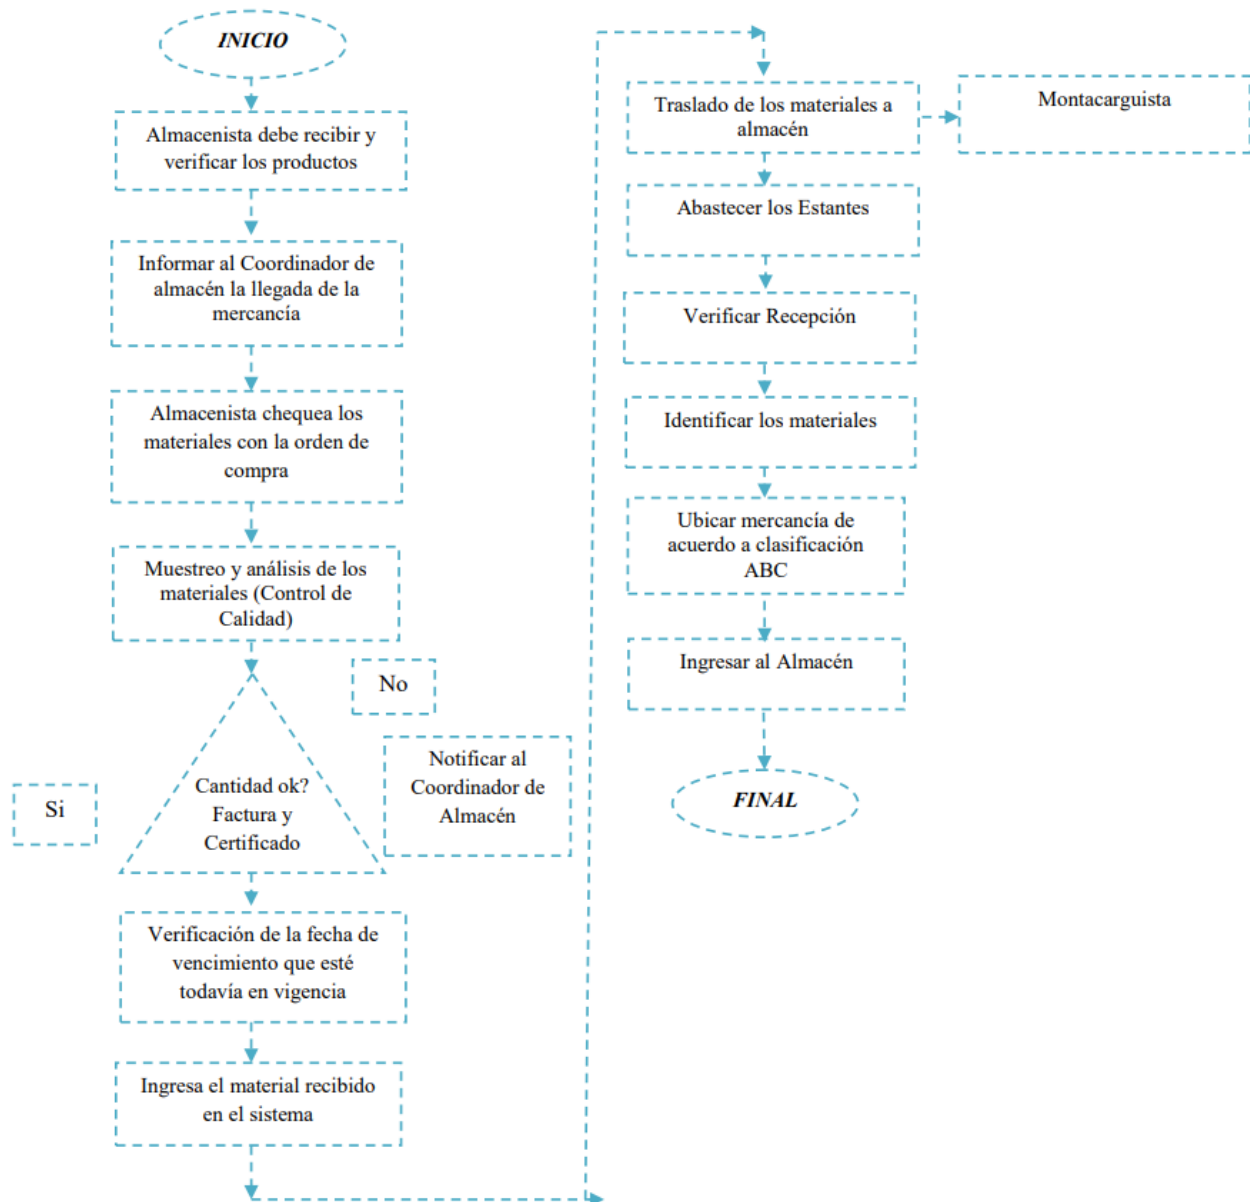 INICIO
Almacenista debe recibir y
verificar los productos
Informar al Coordinador de
almacén la llegada de la
mercancía
Almacenista chequea los
materiales con la orden de
compra
Muestreo y análisis de los
materiales (Control de
Calidad)
No
Si
Cantidad ok?
Factura y
Certificado
Notificar al
Coordinador de
Almacén
Verificación de la fecha de
vencimiento que esté
todavía en vigencia
Ingresa el material recibido
en el sistema
Traslado de los materiales a
almacén
Montacarguista
Abastecer los Estantes
Verificar Recepción
Identificar los materiales
Ubicar mercancía de
acuerdo a clasificación
ABC
Ingresar al Almacén
FINAL